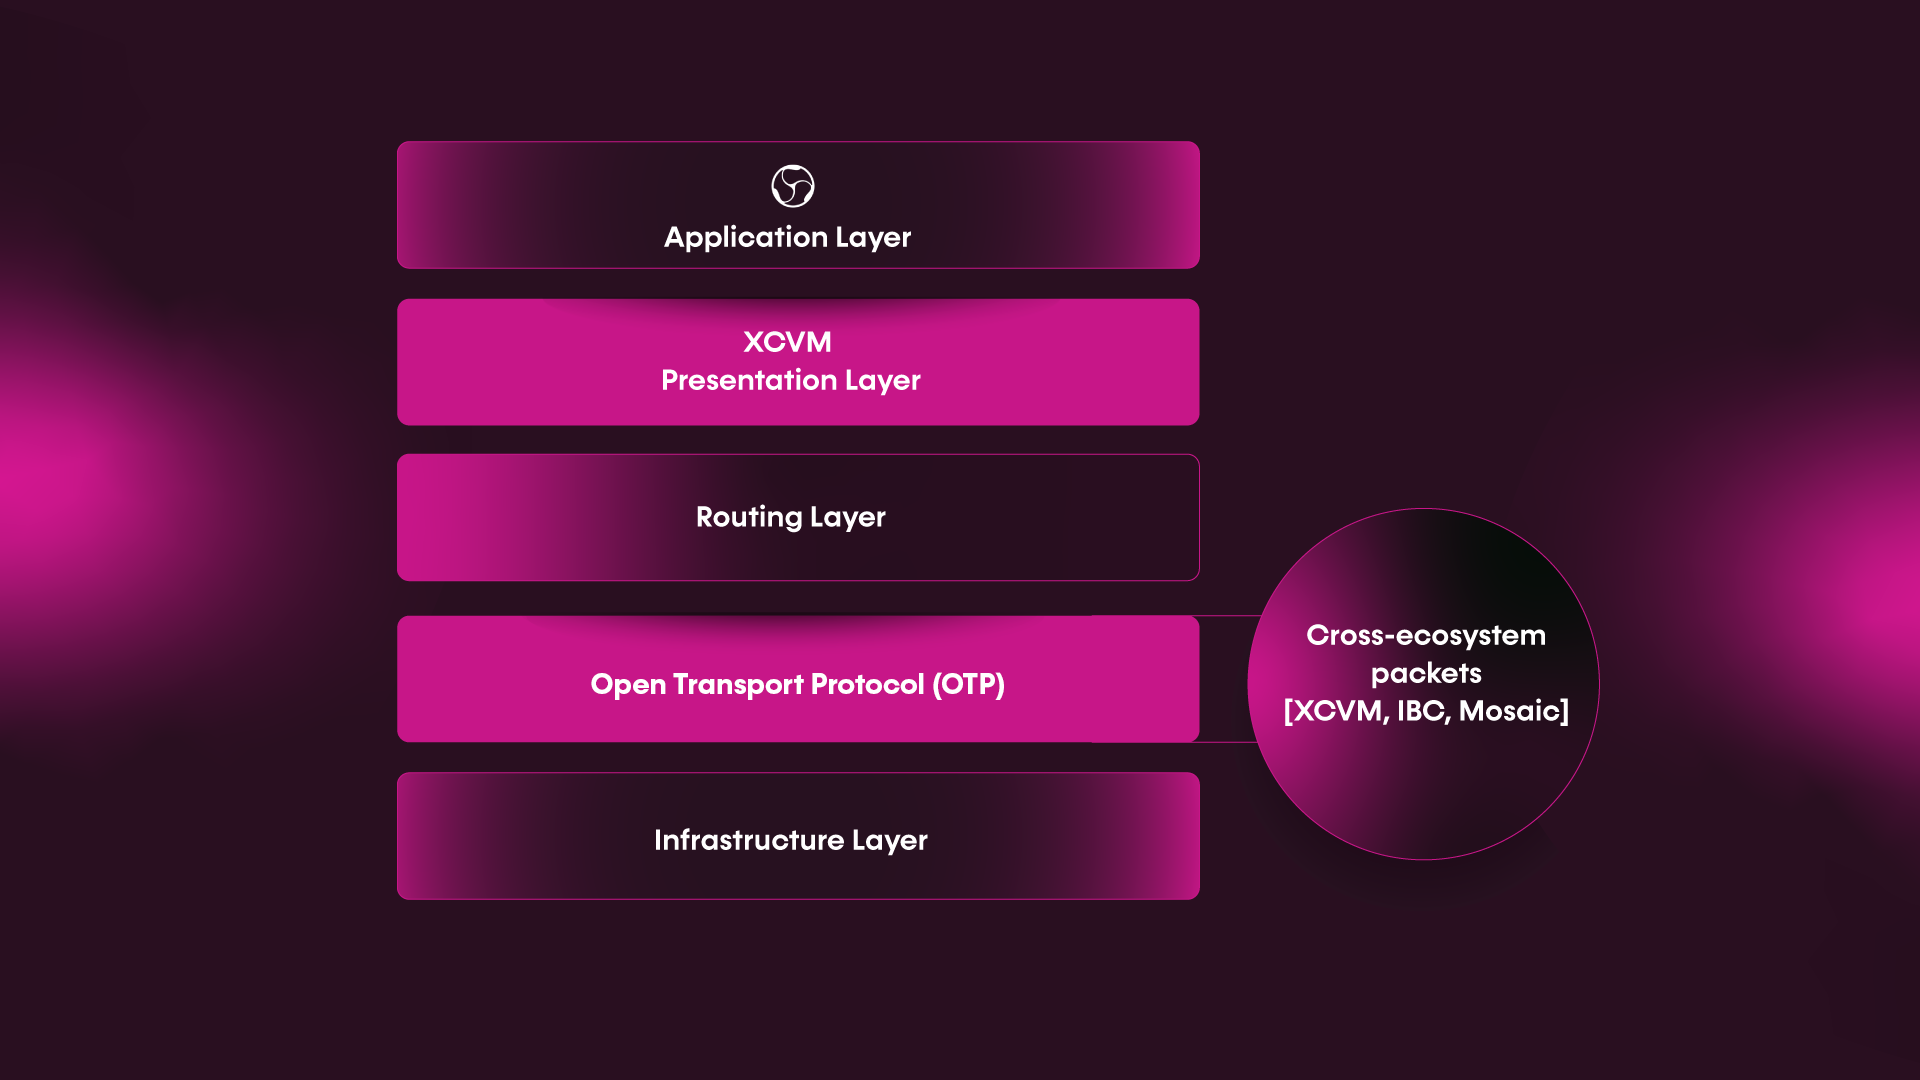 Application Layer
XCVM
Presentation Layer
Routing Layer
Open Transport Protocol (OTP)
Cross-ecosystem
packets
[XCVM, IBC, Mosaic]
Infrastructure Layer